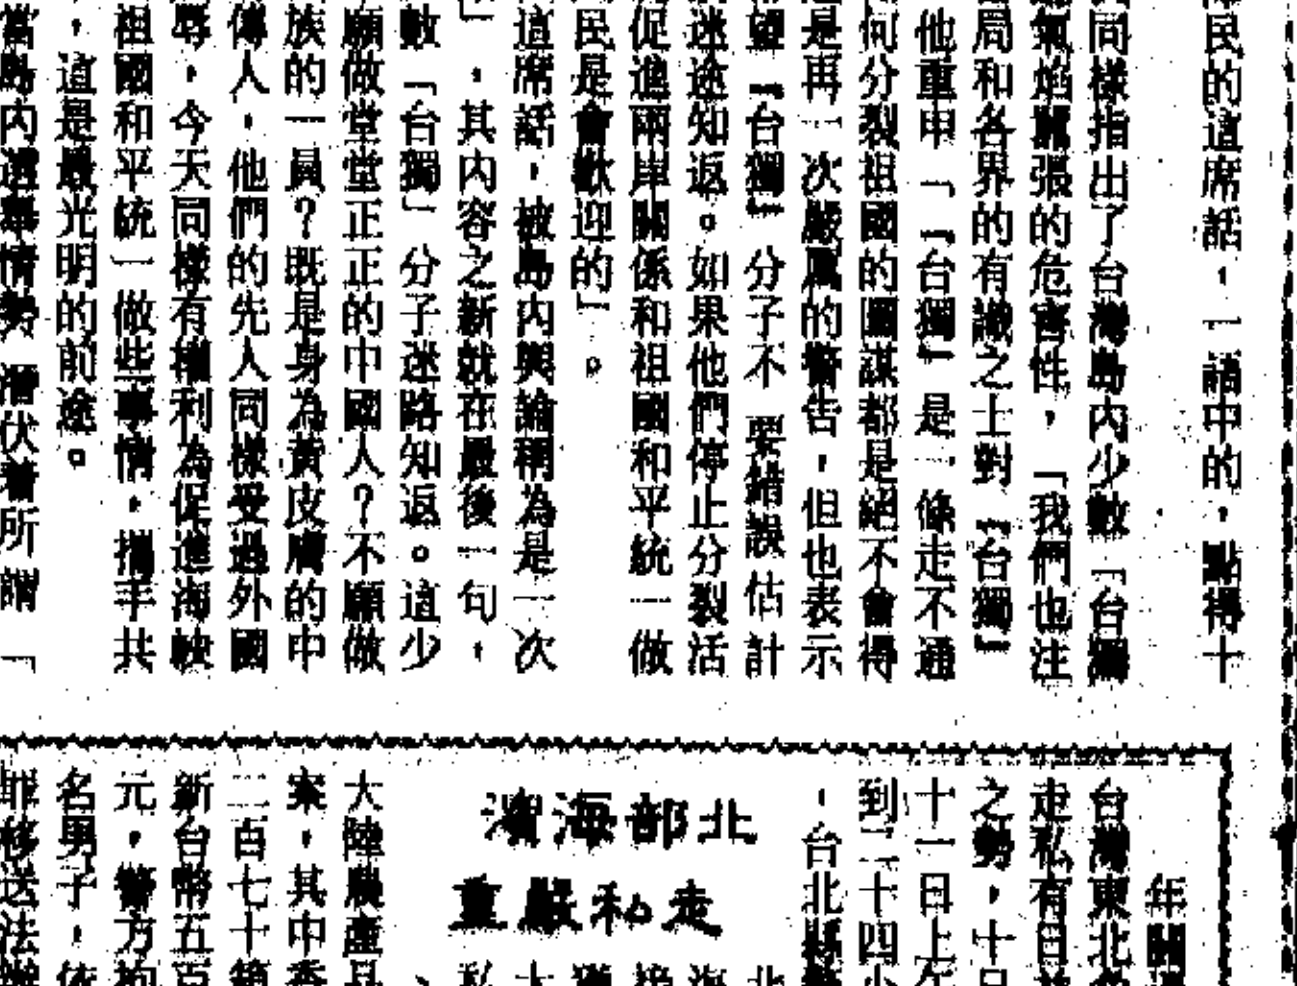 民的這席話，一語中的，點得十
同樣指出了台灣島內少數「台獨
氣焰囂張的危害性，「我們也注
局和各界的有識之士對『台獨』
他重申「『台獨』是一條走不通
何分裂祖國的圖謀都是絕不會得
是再一次嚴厲的警告，但也表示
望『台獨』分子不要錯誤估計
迷途知返。如果他們停止分裂活
促進兩岸關係和祖國和平統一做
民是會歡迎的」。
這席話，被島內輿論稱為是一次
」，其內容之新就在最後一句，
數「台獨」分子迷路知返。這少
願做堂堂正正的中國人？不願做
族的一員？既是身為黃皮膚的中
傳人，他們的先人同樣受過外國
辱，今天同樣有權利為促進海峽
祖國和平統一做些事情，攜手共
，這是最光明的前途。
當島內選舉情勢 潛伏着所謂「
年關
台灣東北
走私有日
之勢，十
十一日上午
到二十四小
，台北縣
北部海濱
走私嚴重
大陸農產品
案，其中查
二百七十箱
新台幣五百
元，警方拘
名男子，依
罪移送法辦